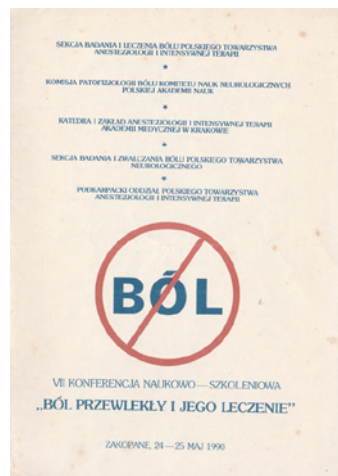 SEKCJA BADANIA I LECZENIA BÓLU POLSKIEGO TOWARZYSTWA
ANESTEZJOLOGII I INTENSYWNEJ TERAPII
KOMISJA PATOFIZJOLOGII BÓLU KOMITETU NAUK NEUROLOGICZNYCH
POLSKIEJ AKADEMII NAUK
KATEDRA I ZAKŁAD ANESTEZJOLOGII I INTENSYWNEJ TERAPII
AKADEMII MEDYCZNEJ W KRAKOWIE
SEKCJA BADANIA I ZWALCZANIA BÓLU POLSKIEGO TOWARZYSTWA
NEUROLOGICZNEGO
PODKARPACKI ODDZIAŁ POLSKIEGO TOWARZYSTWA
ANESTEZJOLOGII I INTENSYWNEJ TERAPII
BÓL
VII KONFERENCJA NAUKOWO — SZKOLENIOWA
„BÓL PRZEWLEKŁY I JEGO LECZENIE”
ZAKOPANE, 24—25 MAJ 1990